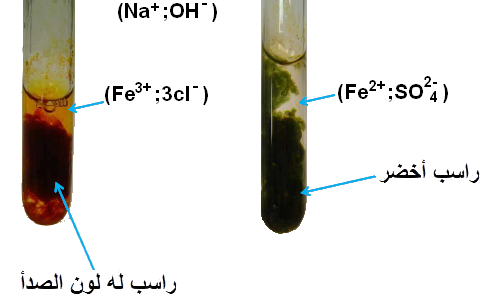 (Na⁺;OH⁻)
(Fe³⁺;3cl⁻)
(Fe²⁺;SO₄²⁻)
راسب أخضر
راسب له لون الصدأ